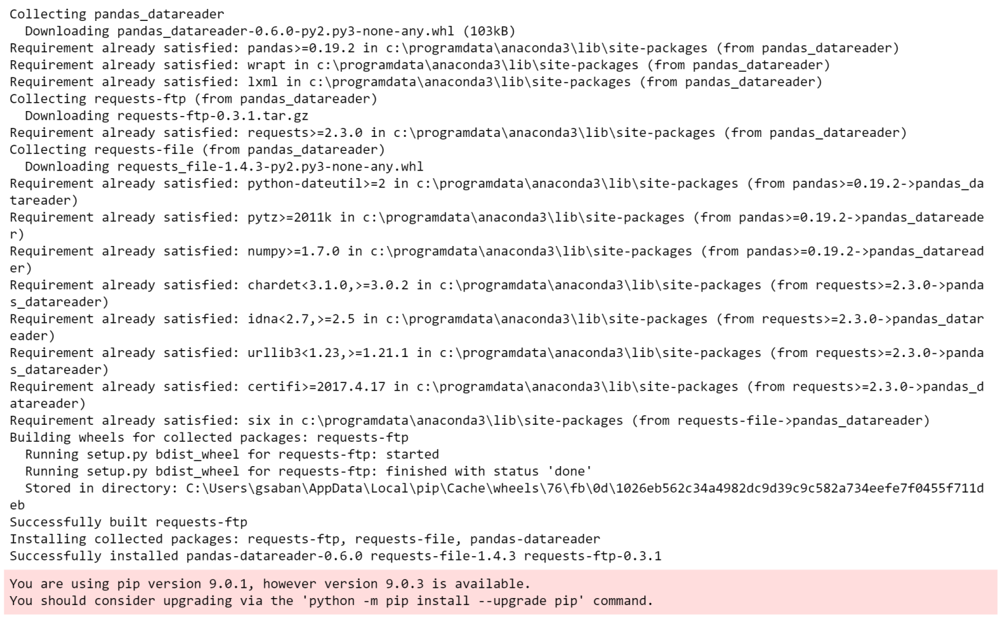 Collecting pandas_datareader
  Downloading pandas_datareader-0.6.0-py2.py3-none-any.whl (103kB)
Requirement already satisfied: pandas>=0.19.2 in c:\programdata\anaconda3\lib\site-packages (from pandas_datareader)
Requirement already satisfied: wrapt in c:\programdata\anaconda3\lib\site-packages (from pandas_datareader)
Requirement already satisfied: lxml in c:\programdata\anaconda3\lib\site-packages (from pandas_datareader)
Collecting requests-ftp (from pandas_datareader)
  Downloading requests-ftp-0.3.1.tar.gz
Requirement already satisfied: requests>=2.3.0 in c:\programdata\anaconda3\lib\site-packages (from pandas_datareader)
Collecting requests-file (from pandas_datareader)
  Downloading requests_file-1.4.3-py2.py3-none-any.whl
Requirement already satisfied: python-dateutil>=2 in c:\programdata\anaconda3\lib\site-packages (from pandas>=0.19.2->pandas_da
tareader)
Requirement already satisfied: pytz>=2011k in c:\programdata\anaconda3\lib\site-packages (from pandas>=0.19.2->pandas_datareade
r)
Requirement already satisfied: numpy>=1.7.0 in c:\programdata\anaconda3\lib\site-packages (from pandas>=0.19.2->pandas_dataread
er)
Requirement already satisfied: chardet<3.1.0,>=3.0.2 in c:\programdata\anaconda3\lib\site-packages (from requests>=2.3.0->panda
s_datareader)
Requirement already satisfied: idna<2.7,>=2.5 in c:\programdata\anaconda3\lib\site-packages (from requests>=2.3.0->pandas_datar
eader)
Requirement already satisfied: urllib3<1.23,>=1.21.1 in c:\programdata\anaconda3\lib\site-packages (from requests>=2.3.0->panda
s_datareader)
Requirement already satisfied: certifi>=2017.4.17 in c:\programdata\anaconda3\lib\site-packages (from requests>=2.3.0->pandas_d
atareader)
Requirement already satisfied: six in c:\programdata\anaconda3\lib\site-packages (from requests-file->pandas_datareader)
Building wheels for collected packages: requests-ftp
  Running setup.py bdist_wheel for requests-ftp: started
  Running setup.py bdist_wheel for requests-ftp: finished with status 'done'
  Stored in directory: C:\Users\gsaban\AppData\Local\pip\Cache\wheels\76\fb\0d\1026eb562c34a4982dc9d39c9c582a734eefe7f0455f711d
eb
Successfully built requests-ftp
Installing collected packages: requests-ftp, requests-file, pandas-datareader
Successfully installed pandas-datareader-0.6.0 requests-file-1.4.3 requests-ftp-0.3.1
You are using pip version 9.0.1, however version 9.0.3 is available.
You should consider upgrading via the 'python -m pip install --upgrade pip' command.